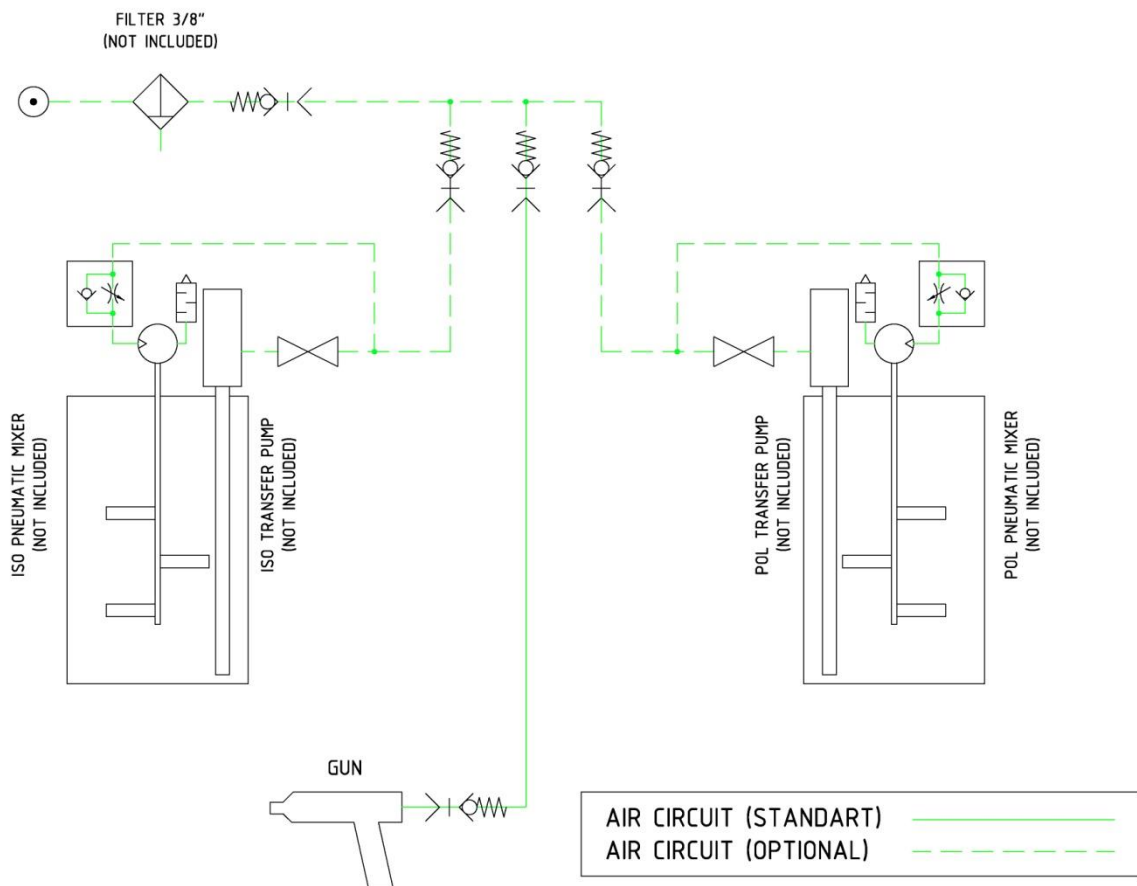 FILTER 3/8"
(NOT INCLUDED)
ISO PNEUMATIC MIXER
(NOT INCLUDED)
ISO TRANSFER PUMP
(NOT INCLUDED)
POL TRANSFER PUMP
(NOT INCLUDED)
POL PNEUMATIC MIXER
(NOT INCLUDED)
GUN
AIR CIRCUIT (STANDART)
AIR CIRCUIT (OPTIONAL)